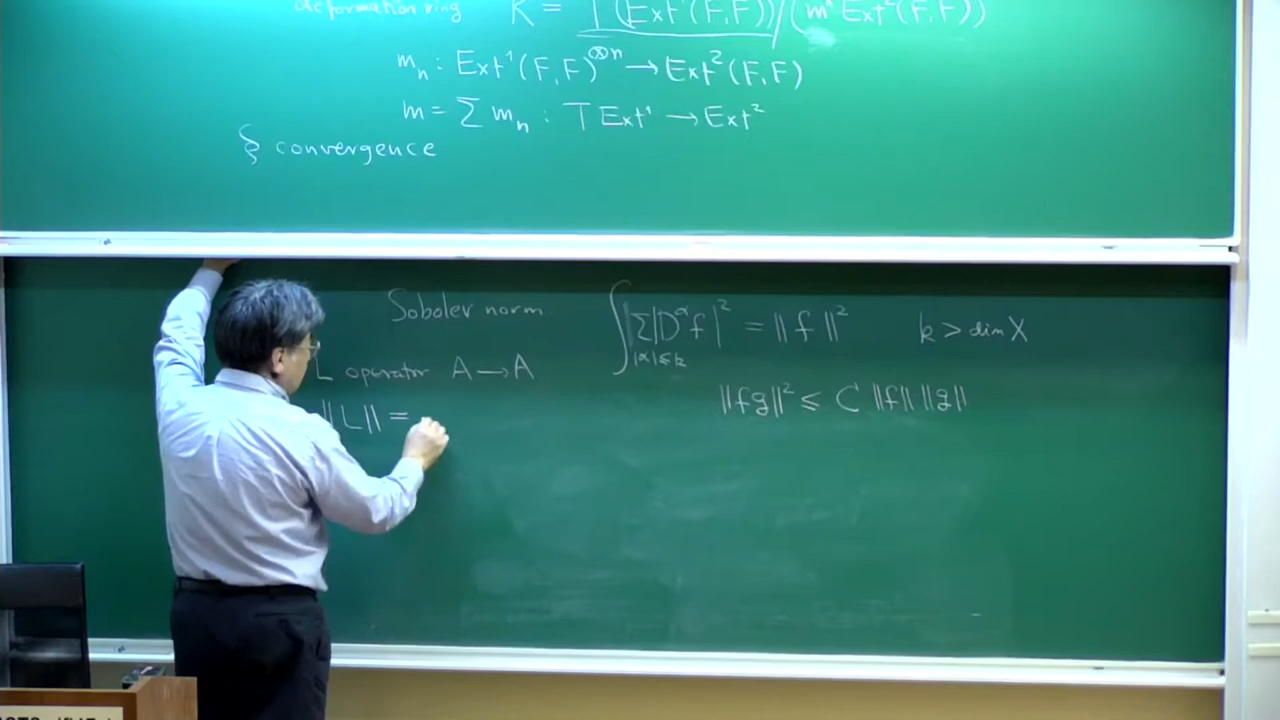 deformation ring R = T(Ext¹(F,F))/(m* Ext²(F,F))
mₙ : Ext¹(F,F)^⊗n → Ext²(F,F)
m = Σ mₙ : T Ext¹ → Ext²
§ convergence
Sobolev norm ∫ Σ_{|α|≤k} |D^α f|² = ‖f‖² k > dim X
L operator A → A
‖fg‖² ≤ C ‖f‖ ‖g‖
‖L‖ =